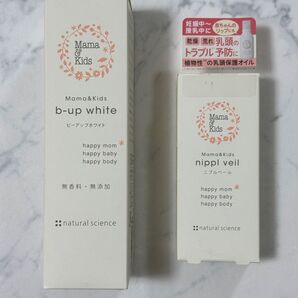 Mama
&
Kids
Mama&Kids
b-up white
ビーアップホワイト
happy mom
happy baby
happy body
無香料・無添加
natural science
妊娠中〜
授乳中に
赤ちゃんの
リップにも
乾燥 黒ずみ 乳頭の
トラブル予防に
植物性*の乳頭保護オイル
Mama
&
Kids
Mama&Kids
nippl veil
ニプルベール
happy mom
happy baby
happy body
natural science